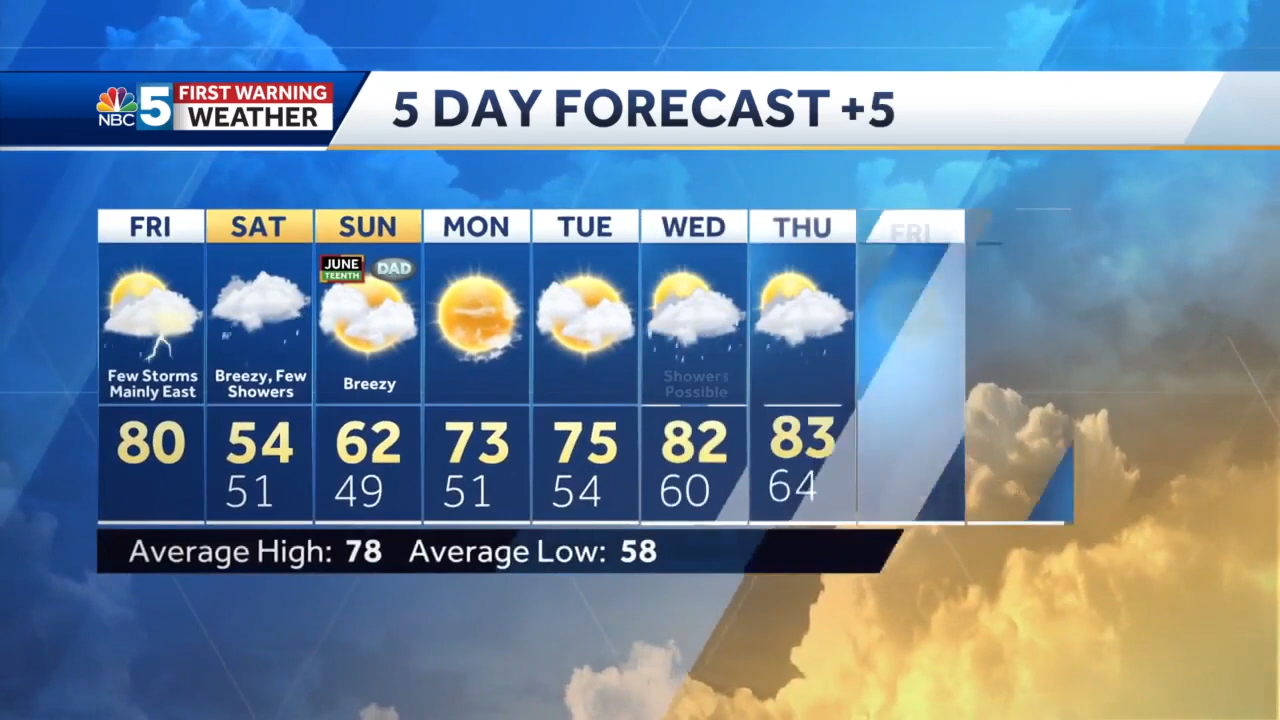 NBC 5 FIRST WARNING
WEATHER
5 DAY FORECAST +5
FRI SAT SUN MON TUE WED THU FRI
JUNE
TEENTH
DAD
Few Storms
Mainly East
Breezy, Few
Showers
Breezy
Showers
Possible
80 54 62 73 75 82 83
51 49 51 54 60 64
Average High: 78 Average Low: 58